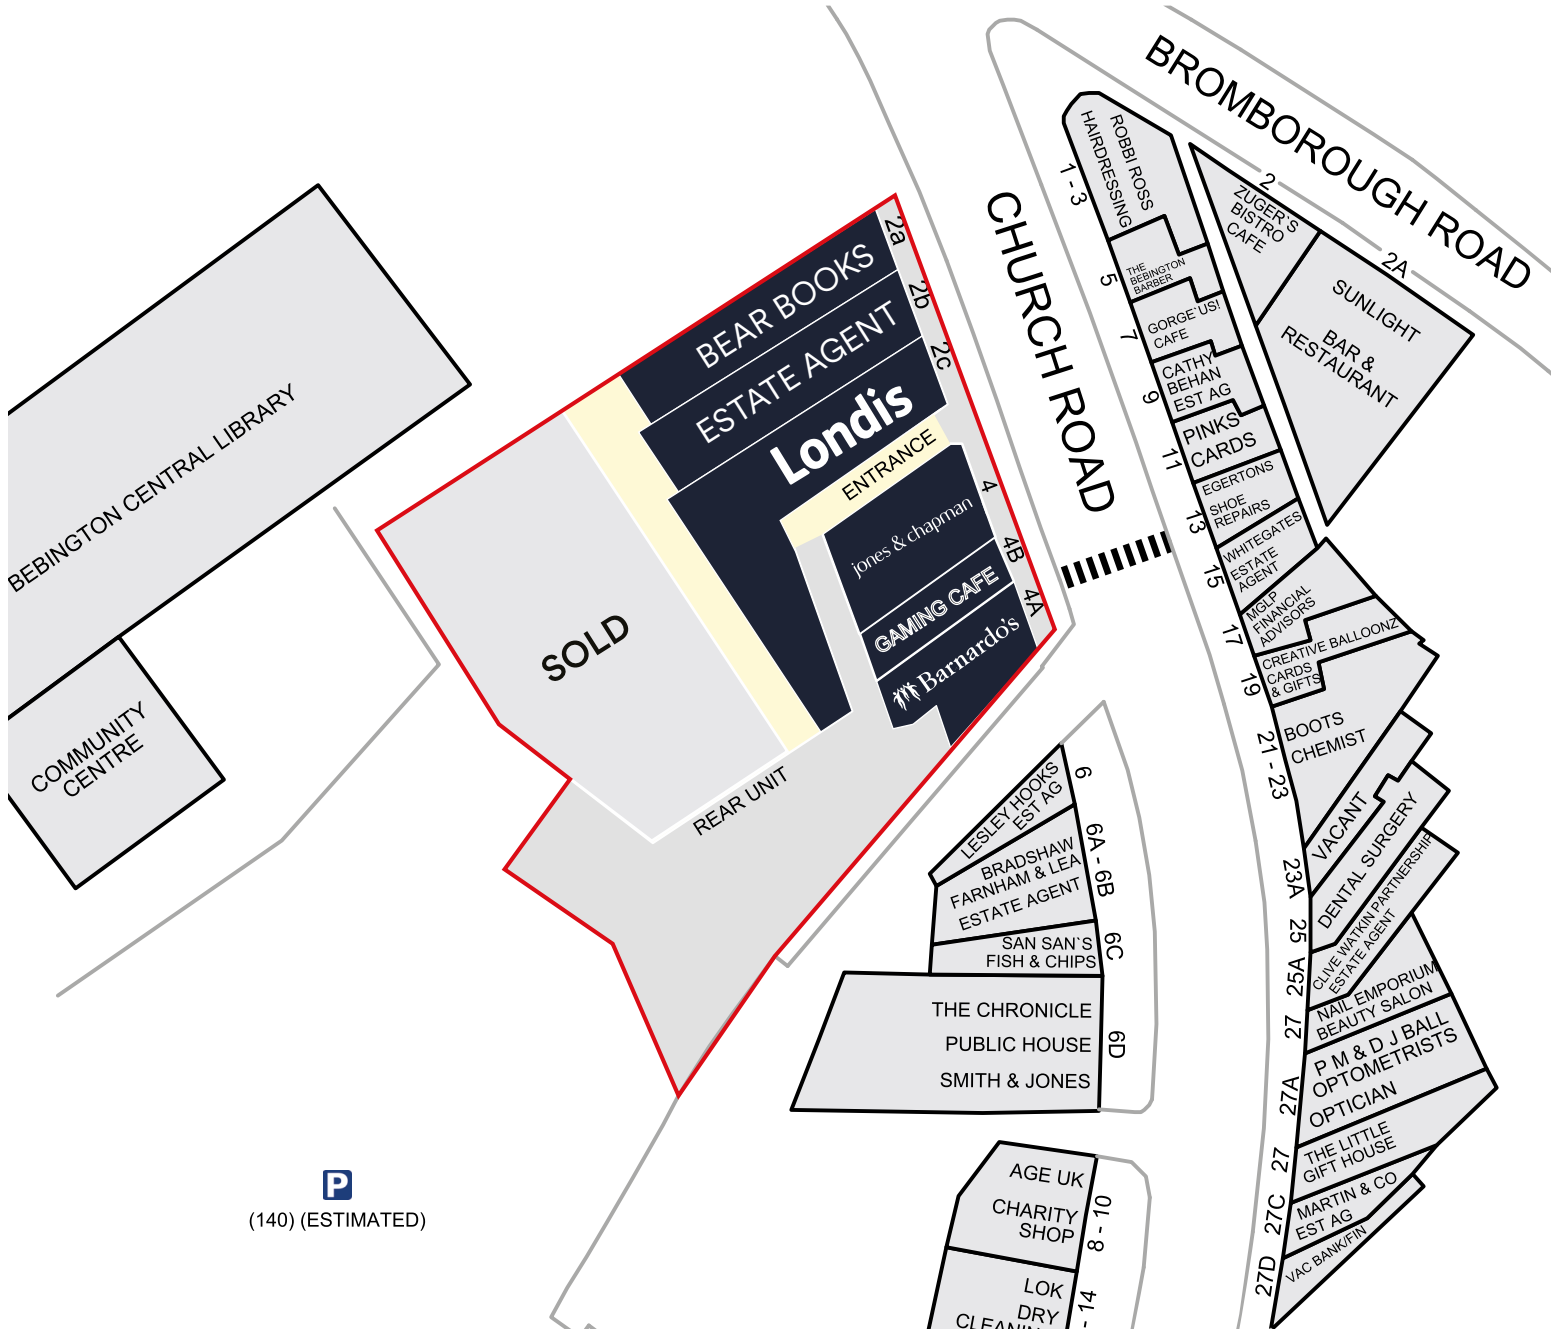 BROMBOROUGH ROAD
CHURCH ROAD
BEBINGTON CENTRAL LIBRARY
COMMUNITY
CENTRE
SOLD
REAR UNIT
BEAR BOOKS
2a
ESTATE AGENT
2b
Londis
2c
ENTRANCE
jones & chapman
4
GAMING CAFE
4B
Barnardo's
4A
ROBBI ROSS
HAIRDRESSING
1 - 3
THE
BEBINGTON
BARBER
5
GORGE`US!
CAFE
7
CATHY
BEHAN
EST AG
9
PINKS
CARDS
11
EGERTONS
SHOE
REPAIRS
13
WHITEGATES
ESTATE
AGENT
15
MGLP
FINANCIAL
ADVISORS
17
CREATIVE BALLOONZ
CARDS
& GIFTS
19
BOOTS
CHEMIST
21 - 23
VACANT
23A
DENTAL SURGERY
25
CLIVE WATKIN PARTNERSHIP
ESTATE AGENT
25A
NAIL EMPORIUM
BEAUTY SALON
27
P M & D J BALL
OPTOMETRISTS
OPTICIAN
27A
THE LITTLE
GIFT HOUSE
27
MARTIN & CO
EST AG
27C
VAC BANK/FIN
27D
2
ZUGER`S
BISTRO
CAFE
2A
SUNLIGHT
BAR &
RESTAURANT
LESLEY HOOKS
EST AG
6
BRADSHAW
FARNHAM & LEA
ESTATE AGENT
6A - 6B
SAN SAN`S
FISH & CHIPS
6C
THE CHRONICLE
PUBLIC HOUSE
SMITH & JONES
6D
AGE UK
CHARITY
SHOP
8 - 10
LOK
DRY
- 14
P
(140) (ESTIMATED)